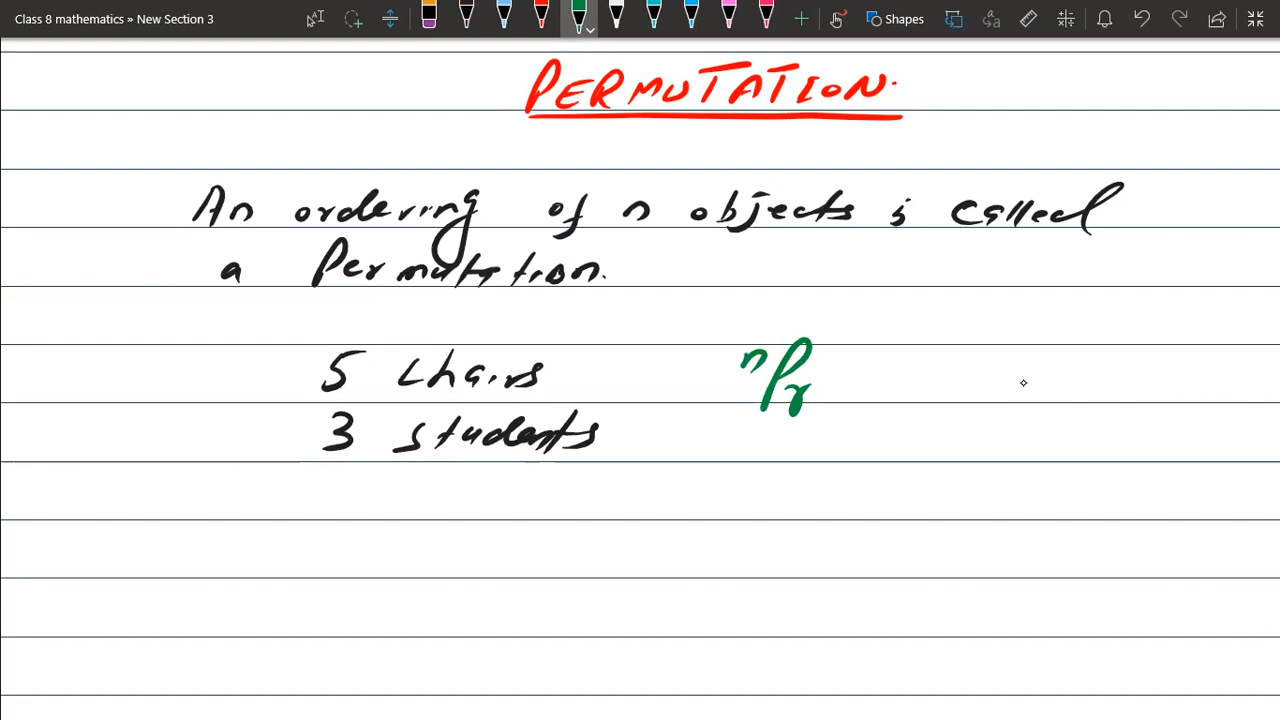 Class 8 mathematics » New Section 3
Shapes
PERMUTATION.
An ordering of n objects is called
a Permutation.
5 chairs
3 students
nPr